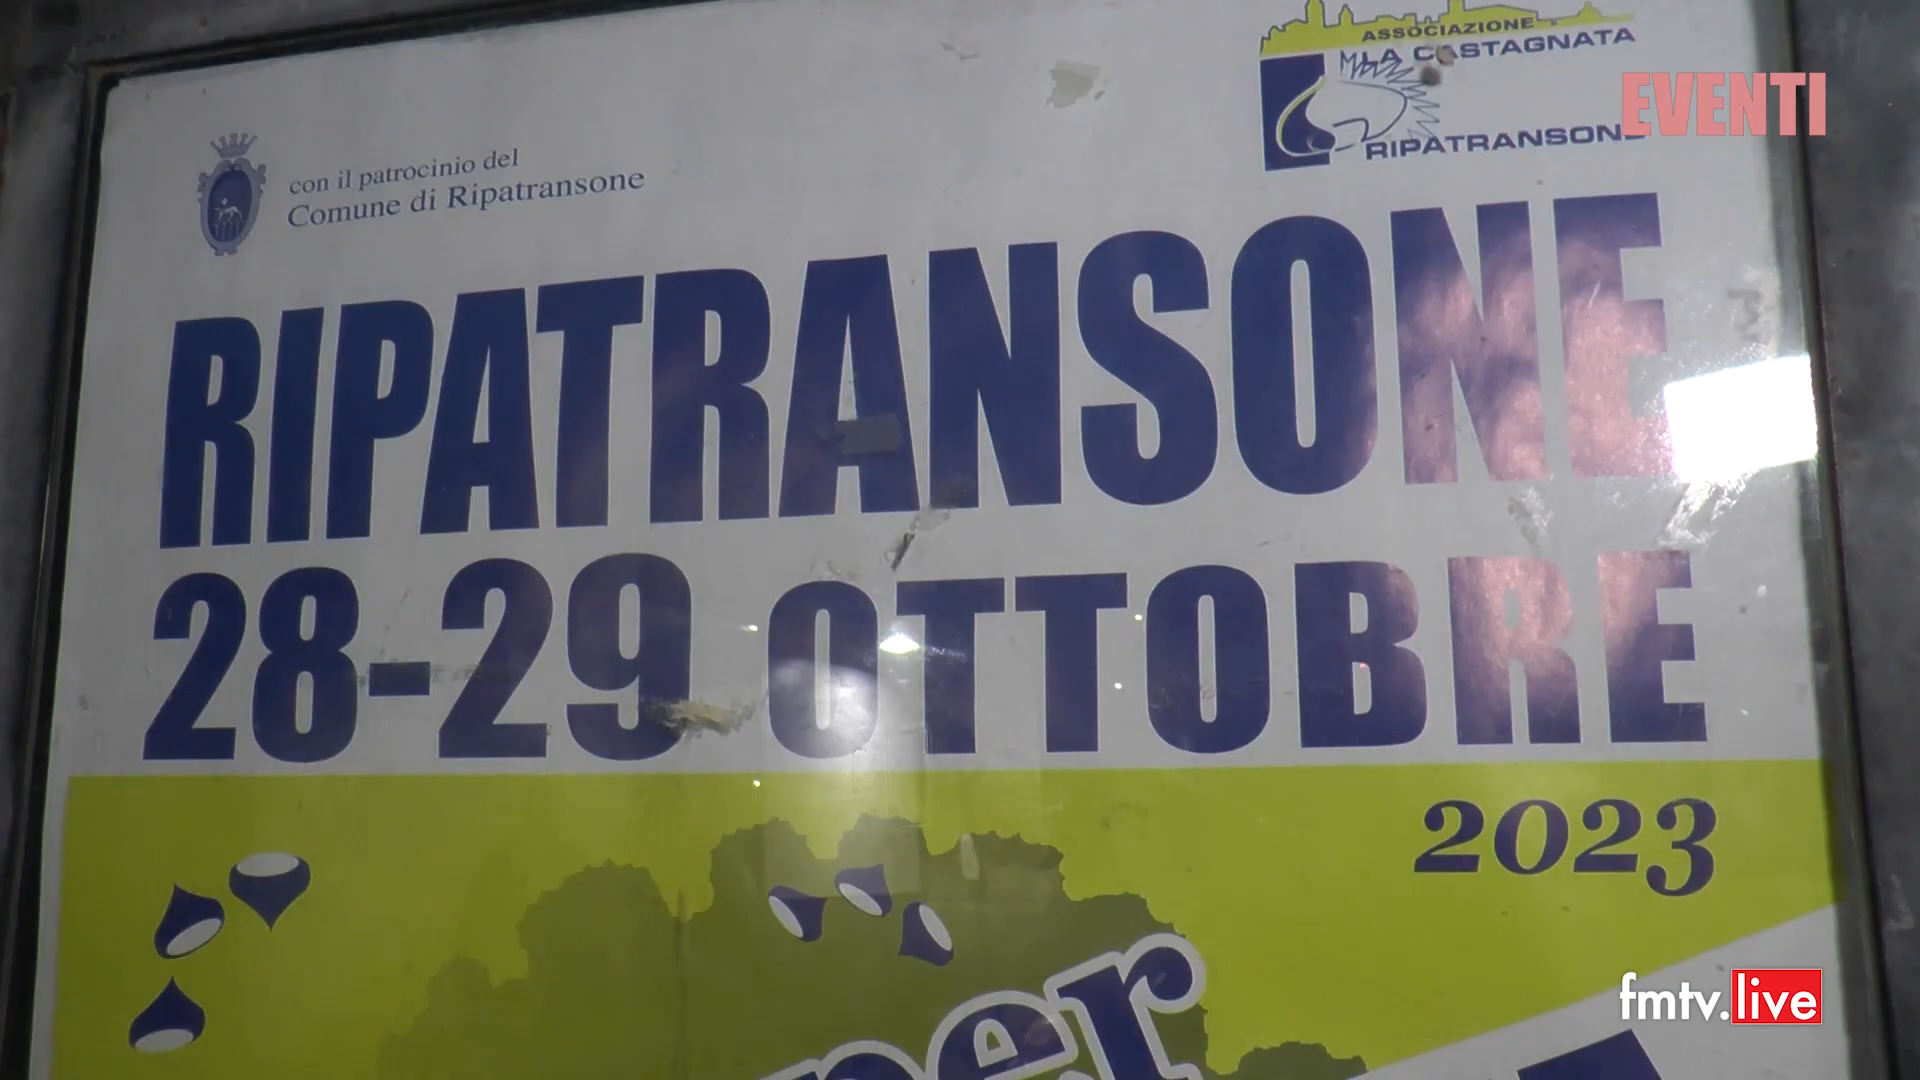 ASSOCIAZIONE
LA CASTAGNATA
RIPATRANSONE
EVENTI
con il patrocinio del
Comune di Ripatransone
RIPATRANSONE
28-29 OTTOBRE
2023
per
fmtv.live